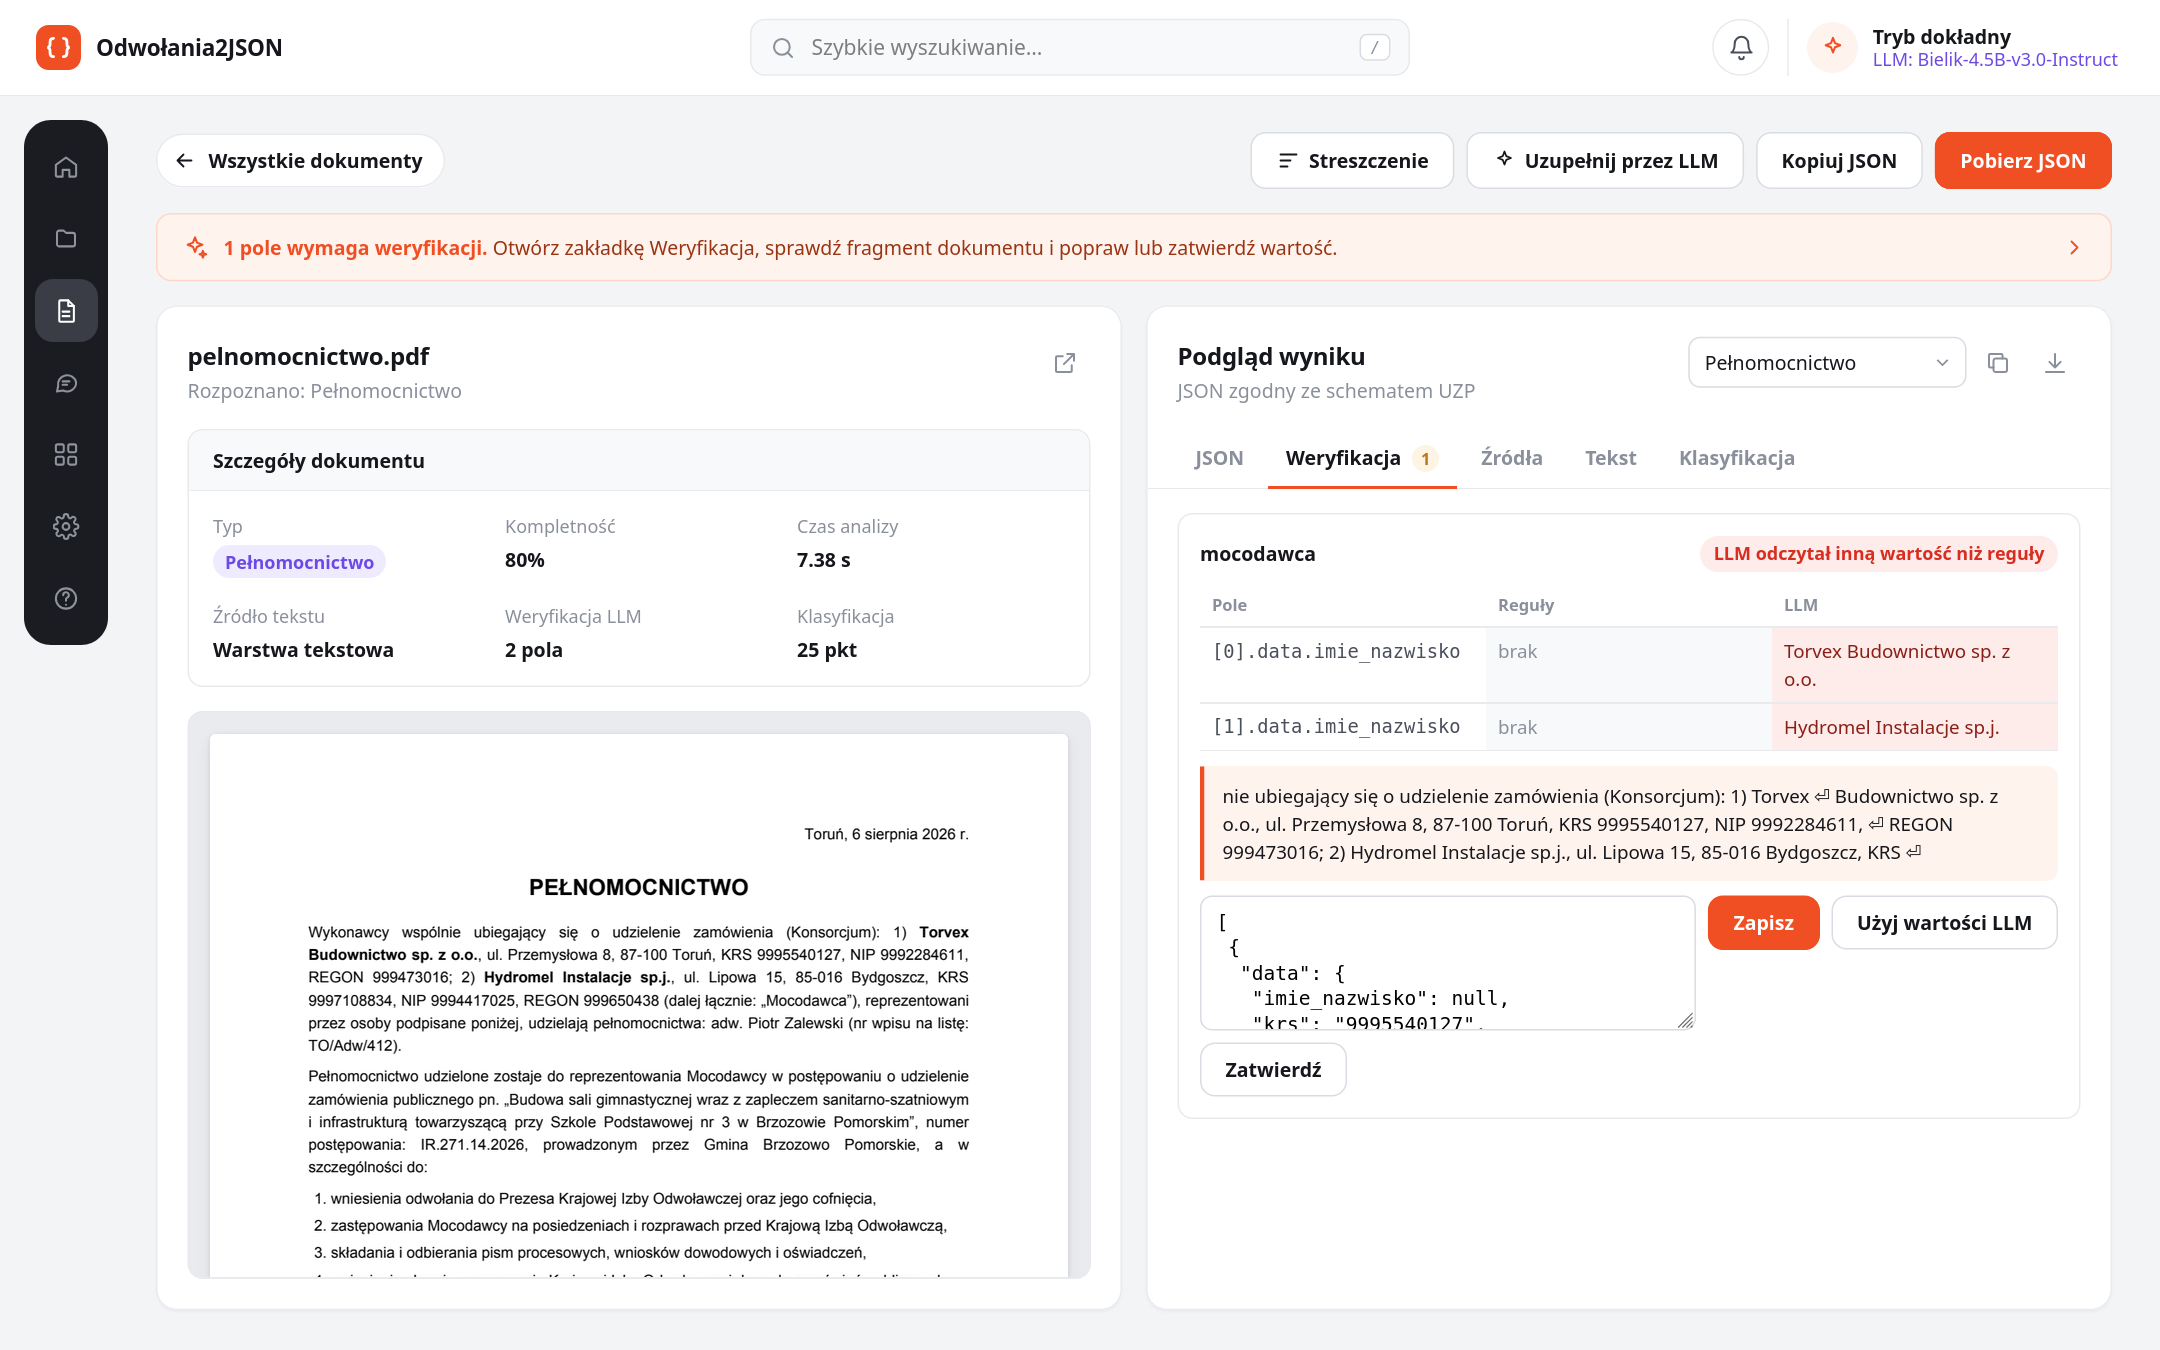 Odwołania2JSON
Szybkie wyszukiwanie...
/
Tryb dokładny
LLM: Bielik-4.5B-v3.0-Instruct
Wszystkie dokumenty
Streszczenie
Uzupełnij przez LLM
Kopiuj JSON
Pobierz JSON
1 pole wymaga weryfikacji. Otwórz zakładkę Weryfikacja, sprawdź fragment dokumentu i popraw lub zatwierdź wartość.
pelnomocnictwo.pdf
Rozpoznano: Pełnomocnictwo
Szczegóły dokumentu
Typ
Kompletność
Czas analizy
Pełnomocnictwo
80%
7.38 s
Źródło tekstu
Weryfikacja LLM
Klasyfikacja
Warstwa tekstowa
2 pola
25 pkt
Toruń, 6 sierpnia 2026 r.
PEŁNOMOCNICTWO
Wykonawcy wspólnie ubiegający się o udzielenie zamówienia (Konsorcjum): 1) Torvex
Budownictwo sp. z o.o., ul. Przemysłowa 8, 87-100 Toruń, KRS 9995540127, NIP 9992284611,
REGON 999473016; 2) Hydromel Instalacje sp.j., ul. Lipowa 15, 85-016 Bydgoszcz, KRS
9997108834, NIP 9994417025, REGON 999650438 (dalej łącznie: „Mocodawca”), reprezentowani
przez osoby podpisane poniżej, udzielają pełnomocnictwa: adw. Piotr Zalewski (nr wpisu na listę:
TO/Adw/412).
Pełnomocnictwo udzielone zostaje do reprezentowania Mocodawcy w postępowaniu o udzielenie
zamówienia publicznego pn. „Budowa sali gimnastycznej wraz z zapleczem sanitarno-szatniowym
i infrastrukturą towarzyszącą przy Szkole Podstawowej nr 3 w Brzozowie Pomorskim”, numer
postępowania: IR.271.14.2026, prowadzonym przez Gmina Brzozowo Pomorskie, a w
szczególności do:
1. wniesienia odwołania do Prezesa Krajowej Izby Odwoławczej oraz jego cofnięcia,
2. zastępowania Mocodawcy na posiedzeniach i rozprawach przed Krajową Izbą Odwoławczą,
3. składania i odbierania pism procesowych, wniosków dowodowych i oświadczeń,
Podgląd wyniku
JSON zgodny ze schematem UZP
Pełnomocnictwo
JSON
Weryfikacja 1
Źródła
Tekst
Klasyfikacja
mocodawca
LLM odczytał inną wartość niż reguły
Pole
Reguły
LLM
[0].data.imie_nazwisko
brak
Torvex Budownictwo sp. z
o.o.
[1].data.imie_nazwisko
brak
Hydromel Instalacje sp.j.
nie ubiegający się o udzielenie zamówienia (Konsorcjum): 1) Torvex ⏎ Budownictwo sp. z
o.o., ul. Przemysłowa 8, 87-100 Toruń, KRS 9995540127, NIP 9992284611, ⏎ REGON
999473016; 2) Hydromel Instalacje sp.j., ul. Lipowa 15, 85-016 Bydgoszcz, KRS ⏎
[
{
"data": {
"imie_nazwisko": null,
"krs": "9995540127",
Zapisz
Użyj wartości LLM
Zatwierdź